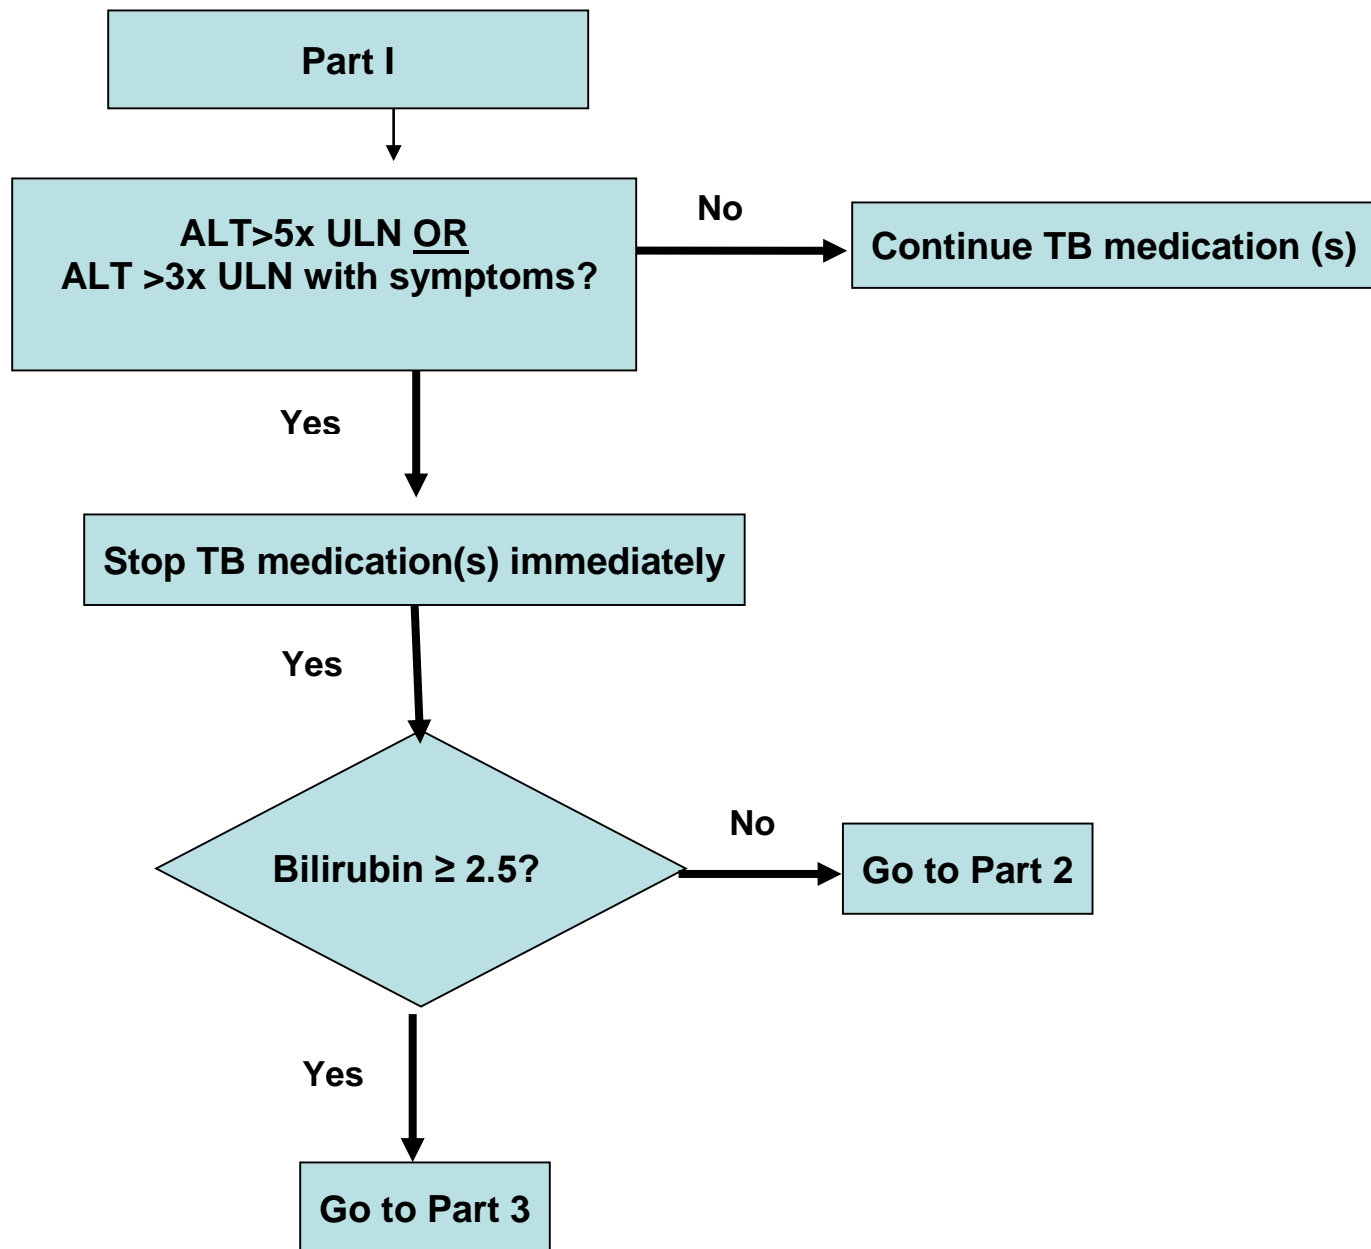 Part I
ALT>5x ULN OR
ALT >3x ULN with symptoms?
No
Continue TB medication (s)
Yes
Stop TB medication(s) immediately
Yes
Bilirubin ≥ 2.5?
No
Go to Part 2
Yes
Go to Part 3